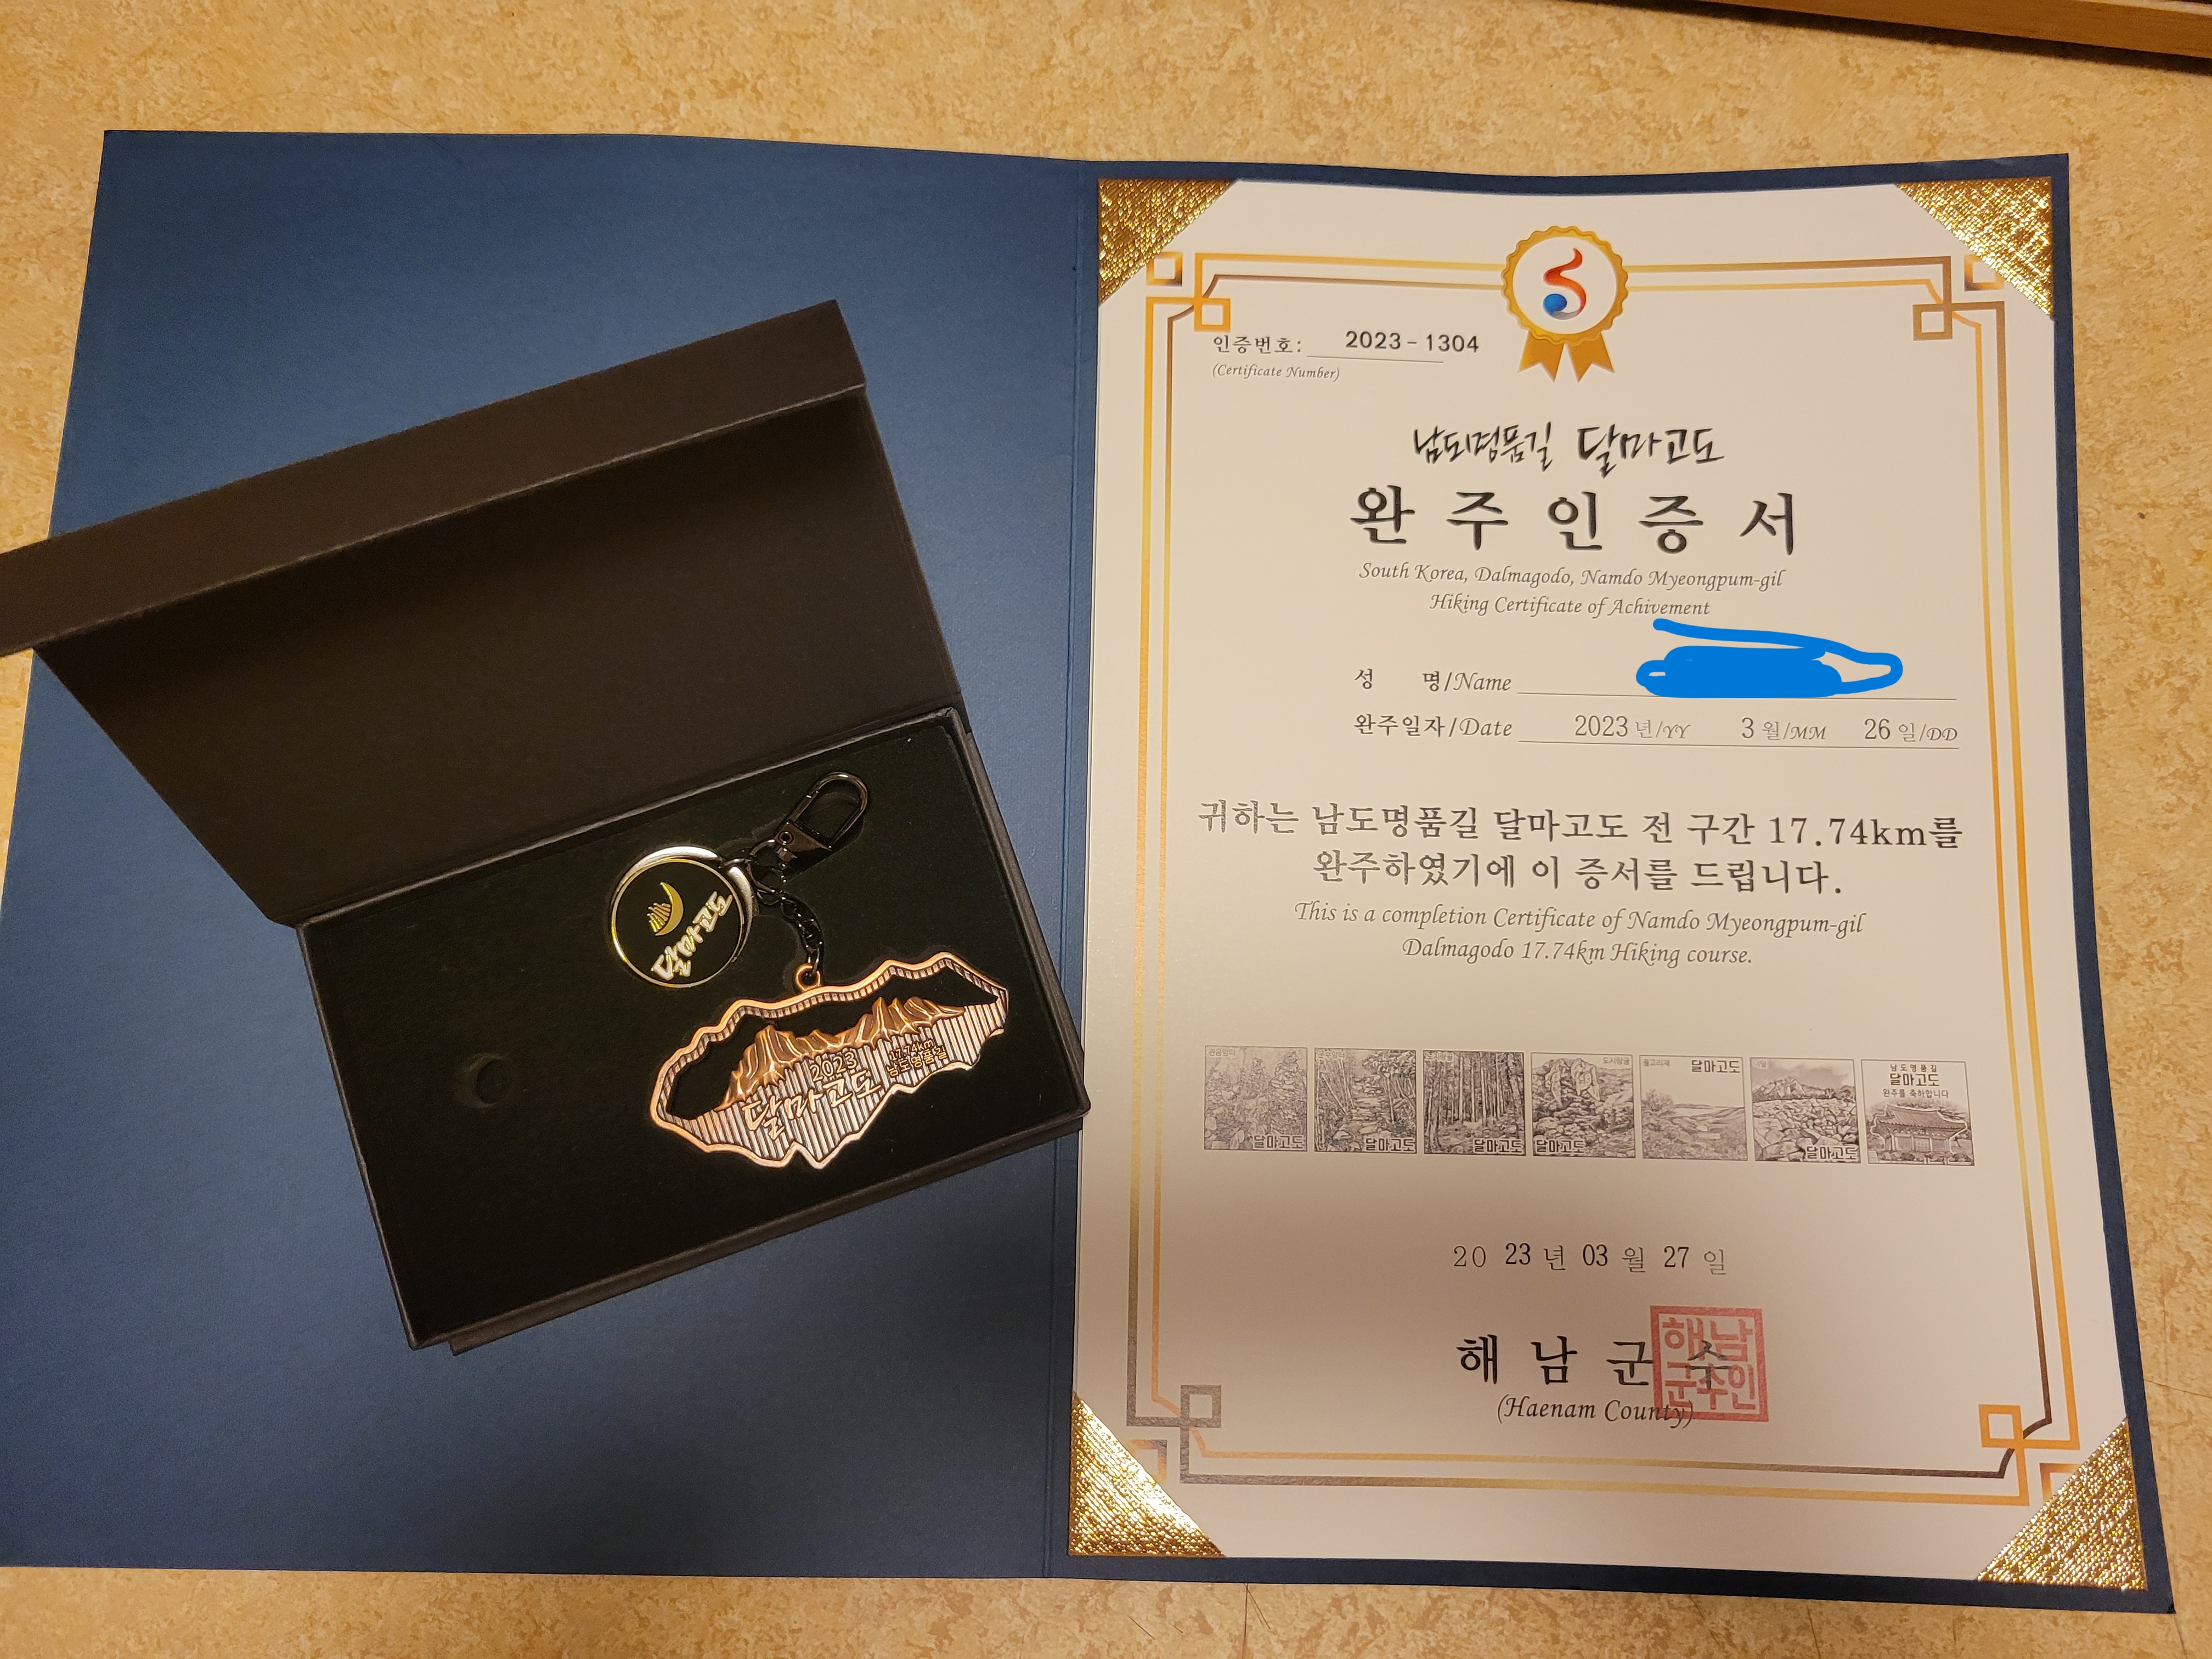 달마고도
2023
17.74km
남도명품길
달마고도
인증번호: 2023-1304
(Certificate Number)
남도명품길 달마고도
완주인증서
South Korea, Dalmagodo, Namdo Myeongpum-gil
Hiking Certificate of Achivement
성 명/Name
완주일자/Date 2023 년/YY 3 월/MM 26 일/DD
귀하는 남도명품길 달마고도 전 구간 17.74km를
완주하였기에 이 증서를 드립니다.
This is a completion Certificate of Namdo Myeongpum-gil
Dalmagodo 17.74km Hiking course.
달마고도
달마고도
달마고도
도시랑골
달마고도
몰고리재
달마고도
달마고도
남도명품길
달마고도
완주를 축하합니다
20 23 년 03 월 27 일
해남군수
(Haenam County)
해남
군수인